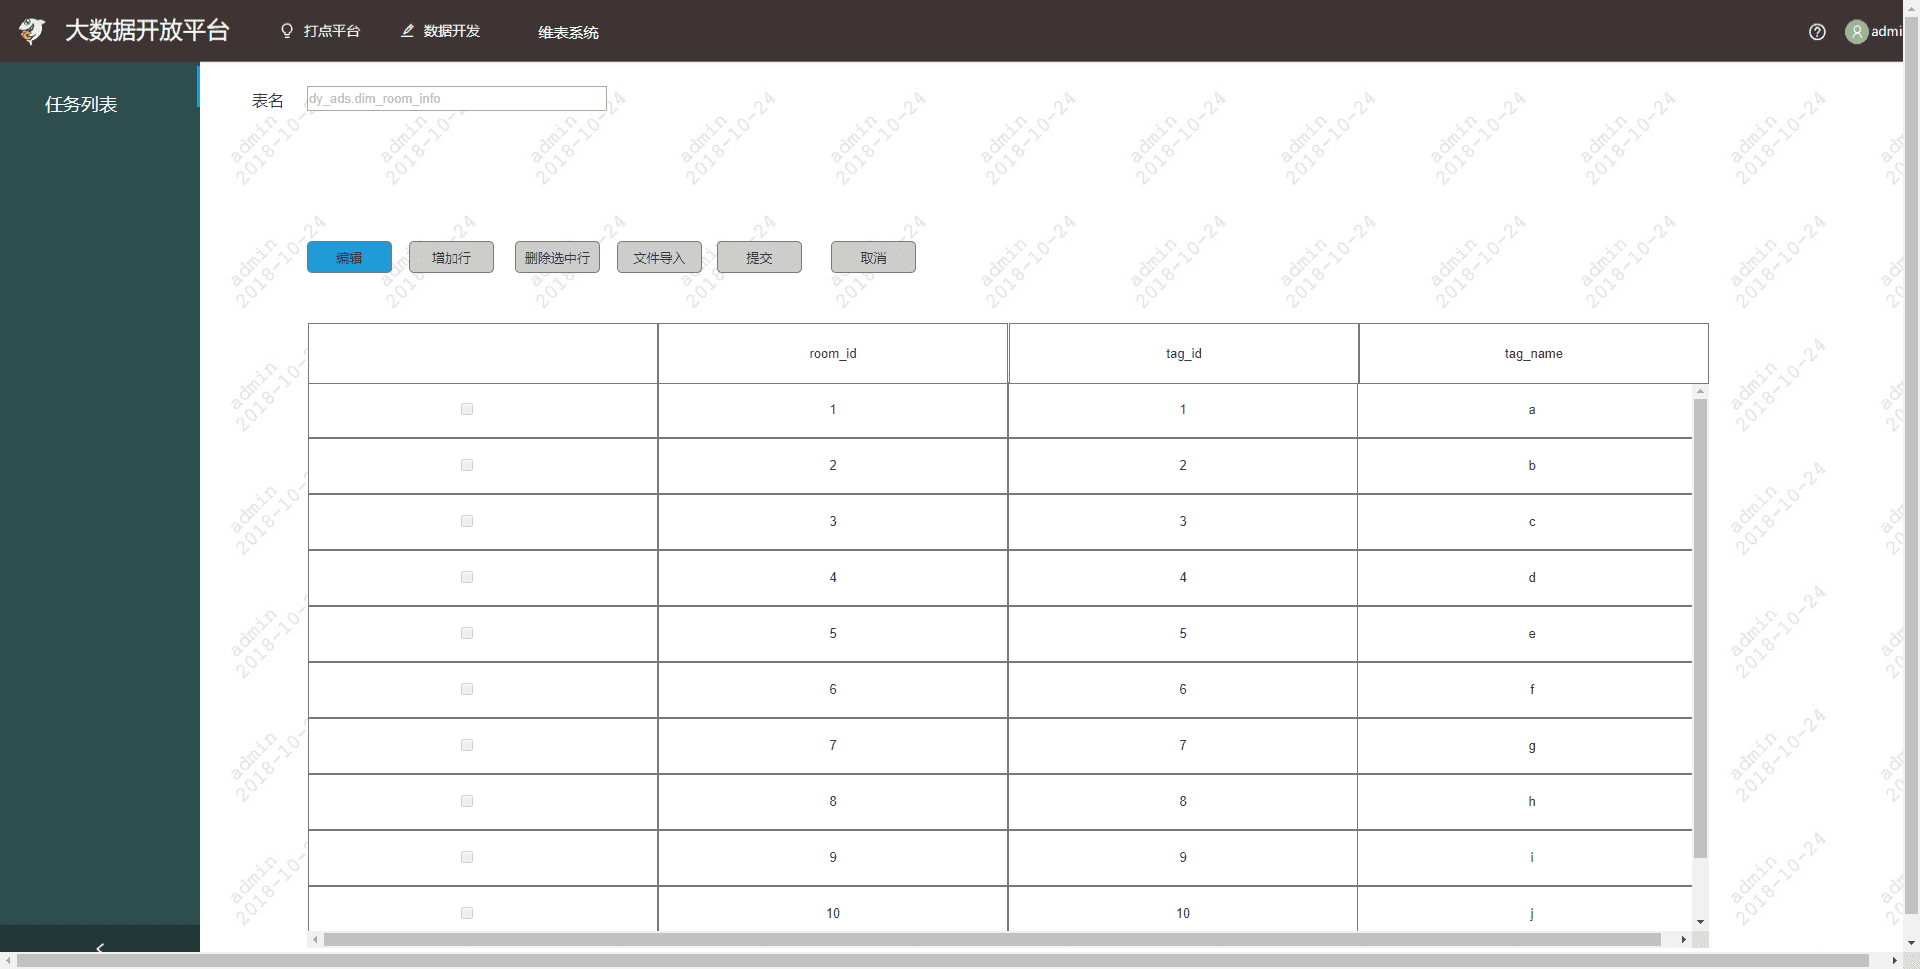 大数据开放平台
打点平台
数据开发
维表系统
admi
任务列表
表名
dy_ads.dim_room_info
编辑
增加行
删除选中行
文件导入
提交
取消
room_id tag_id tag_name
1 1 a
2 2 b
3 3 c
4 4 d
5 5 e
6 6 f
7 7 g
8 8 h
9 9 i
10 10 j
admin
2018-10-24